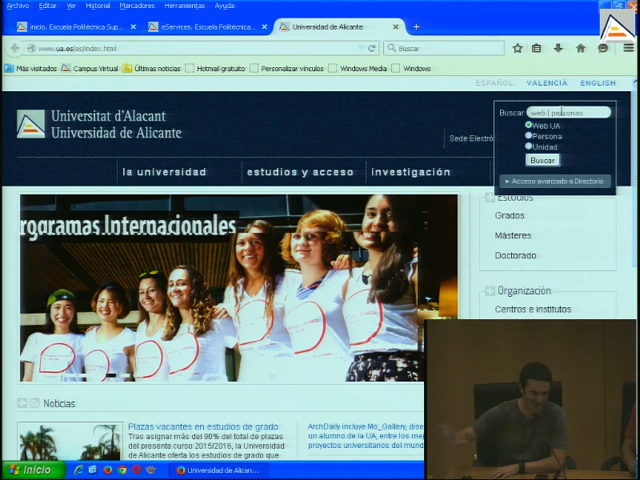 Archivo Editar Ver Historial Marcadores Herramientas Ayuda
inicio. Escuela Politécnica Sup...
eServices. Escuela Politécnica...
Universidad de Alicante
www.ua.es/es/index.html
Buscar
Más visitados
Campus Virtual
Últimas noticias
Hotmail gratuito
Personalizar vínculos
Windows Media
Windows
ESPAÑOL VALENCIÀ ENGLISH
Universitat d'Alacant
Universidad de Alicante
Sede Electró
Buscar web | personas
Web UA
Persona
Unidad
Buscar
Acceso avanzado a Directorio
la universidad
estudios y acceso
investigación
rogramas Internacionales
Estudios
Grados
Másteres
Doctorado
Organización
Centros e institutos
Noticias
Plazas vacantes en estudios de grado
Tras asignar más del 90% del total de plazas
del presente curso 2015/2016, la Universidad
de Alicante oferta los estudios de grado que
ArchDaily incluye Mo_Gallery, dise
un alumno de la UA, entre los mej
proyectos universitarios del mund
Inicio
Universidad de Alican...